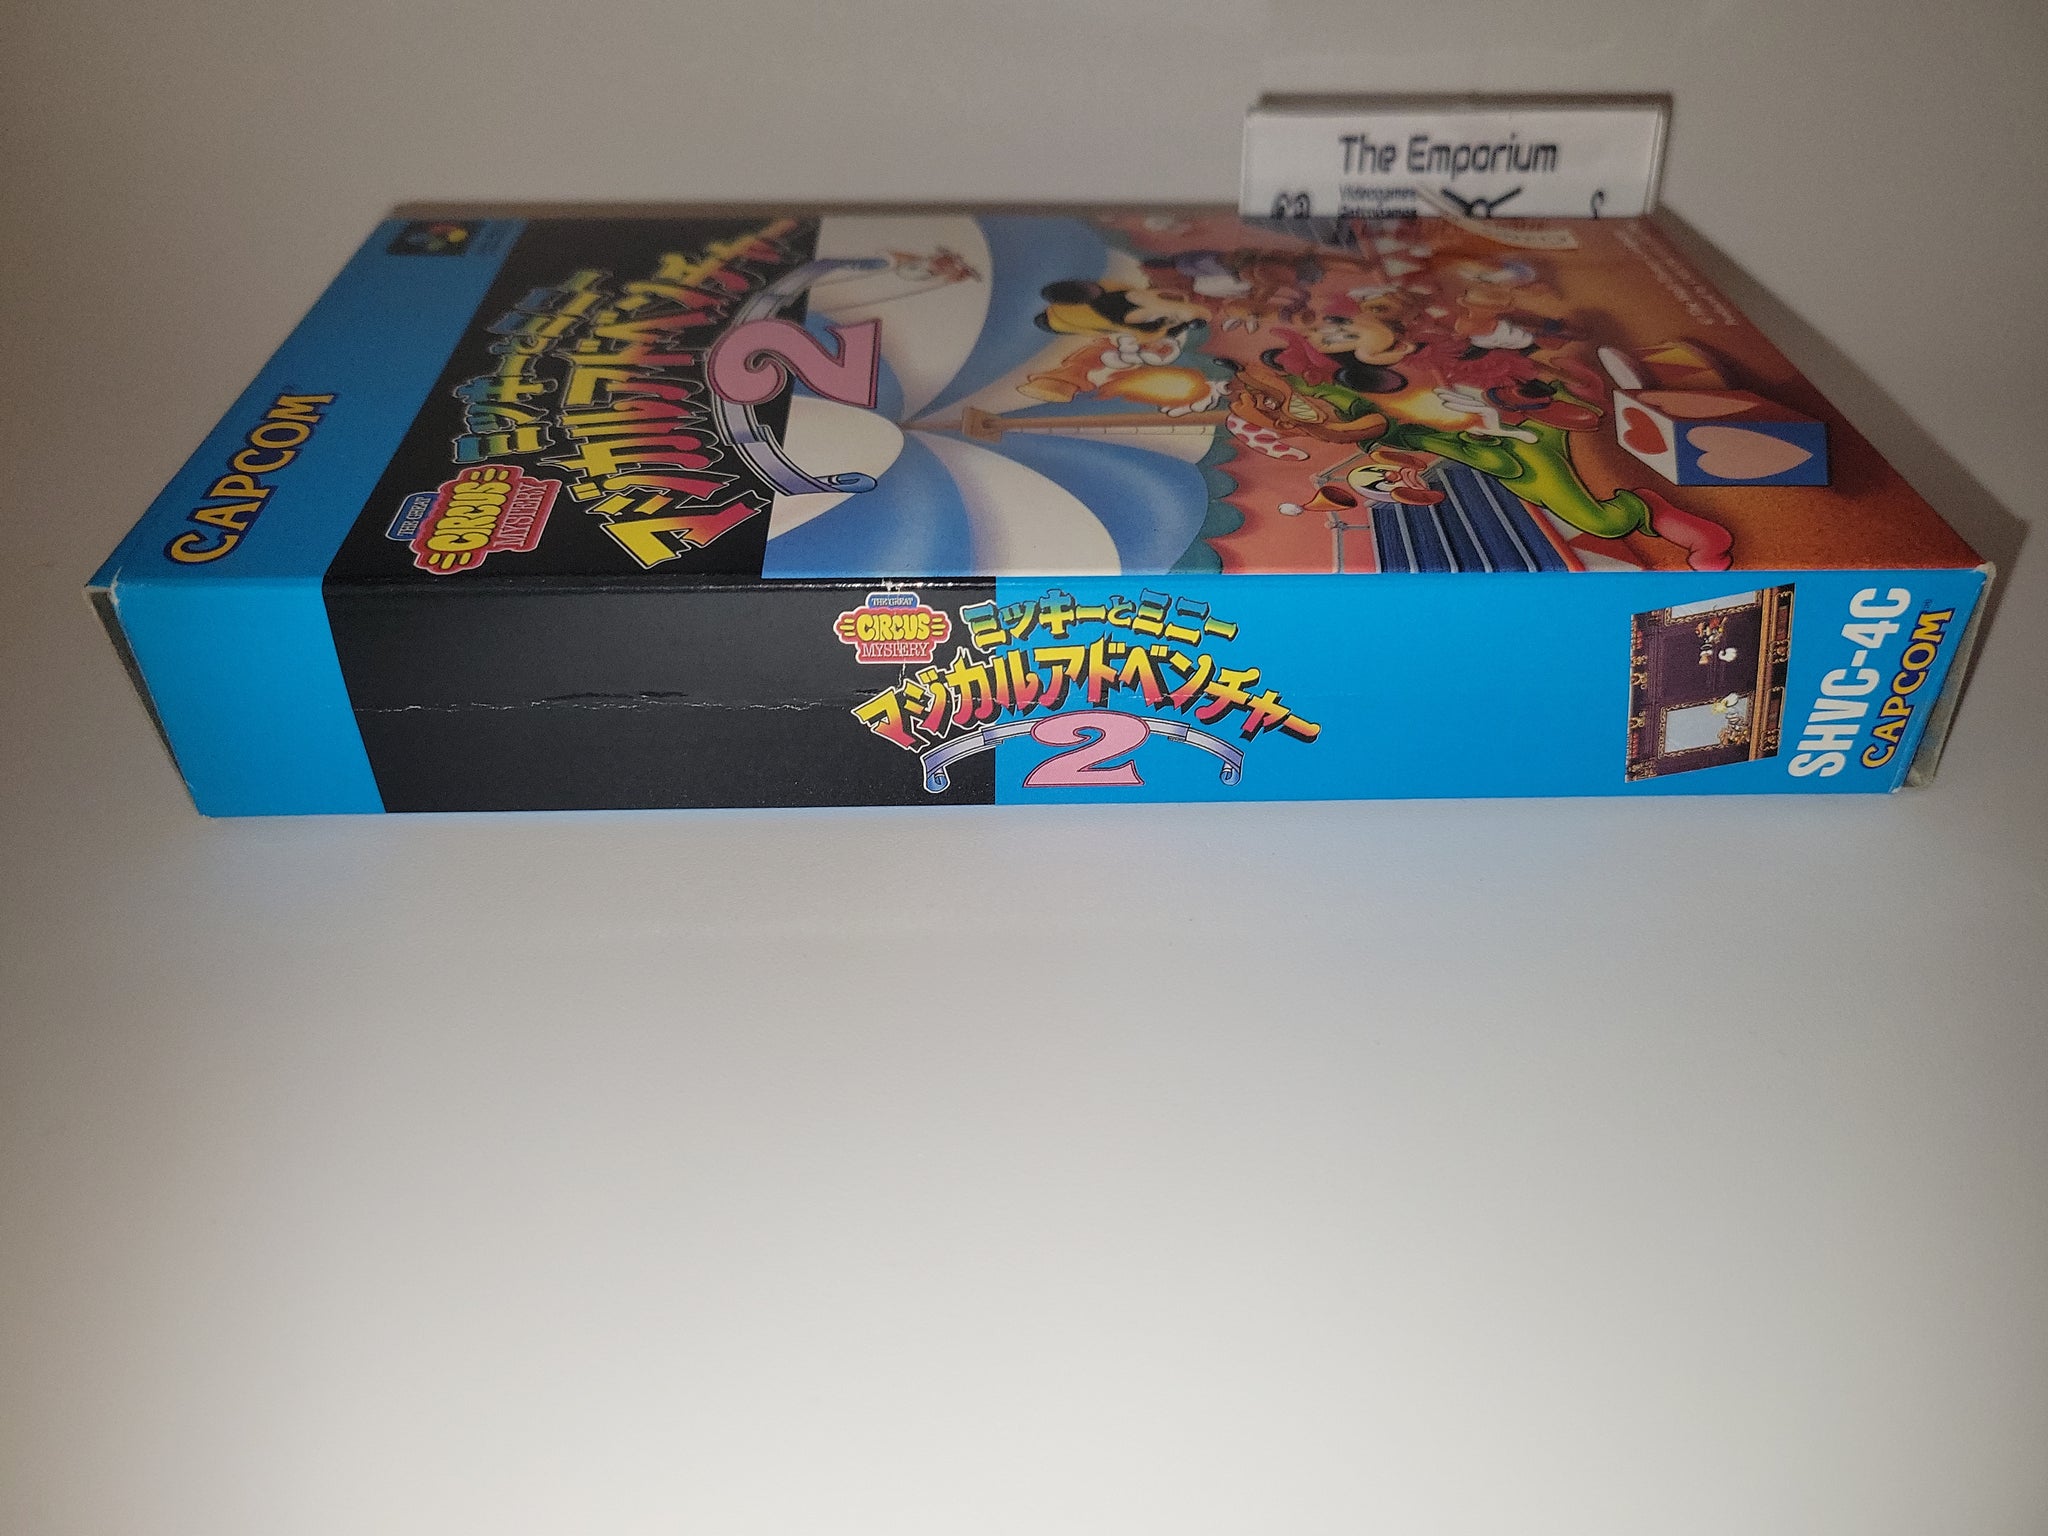 The Emporium
Videogames
CAPCOM
THE GREAT
CIRCUS
MYSTERY
ミッキーとミニー
マジカルアドベンチャー
2
THE GREAT
CIRCUS
MYSTERY
ミッキーとミニー
マジカルアドベンチャー
2
SHVC-4C
CAPCOM